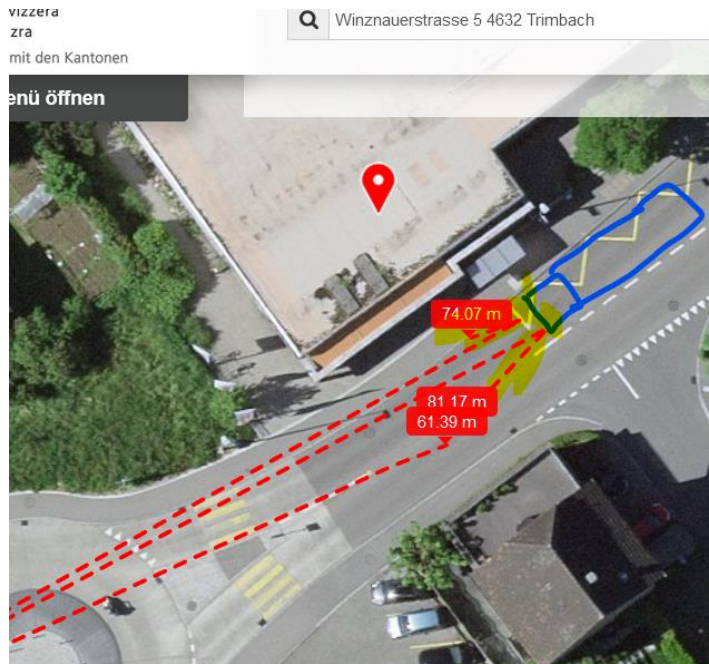 vizzera
zra
mit den Kantonen
enü öffnen
Winznauerstrasse 5 4632 Trimbach
74.07 m
81.17 m
61.39 m